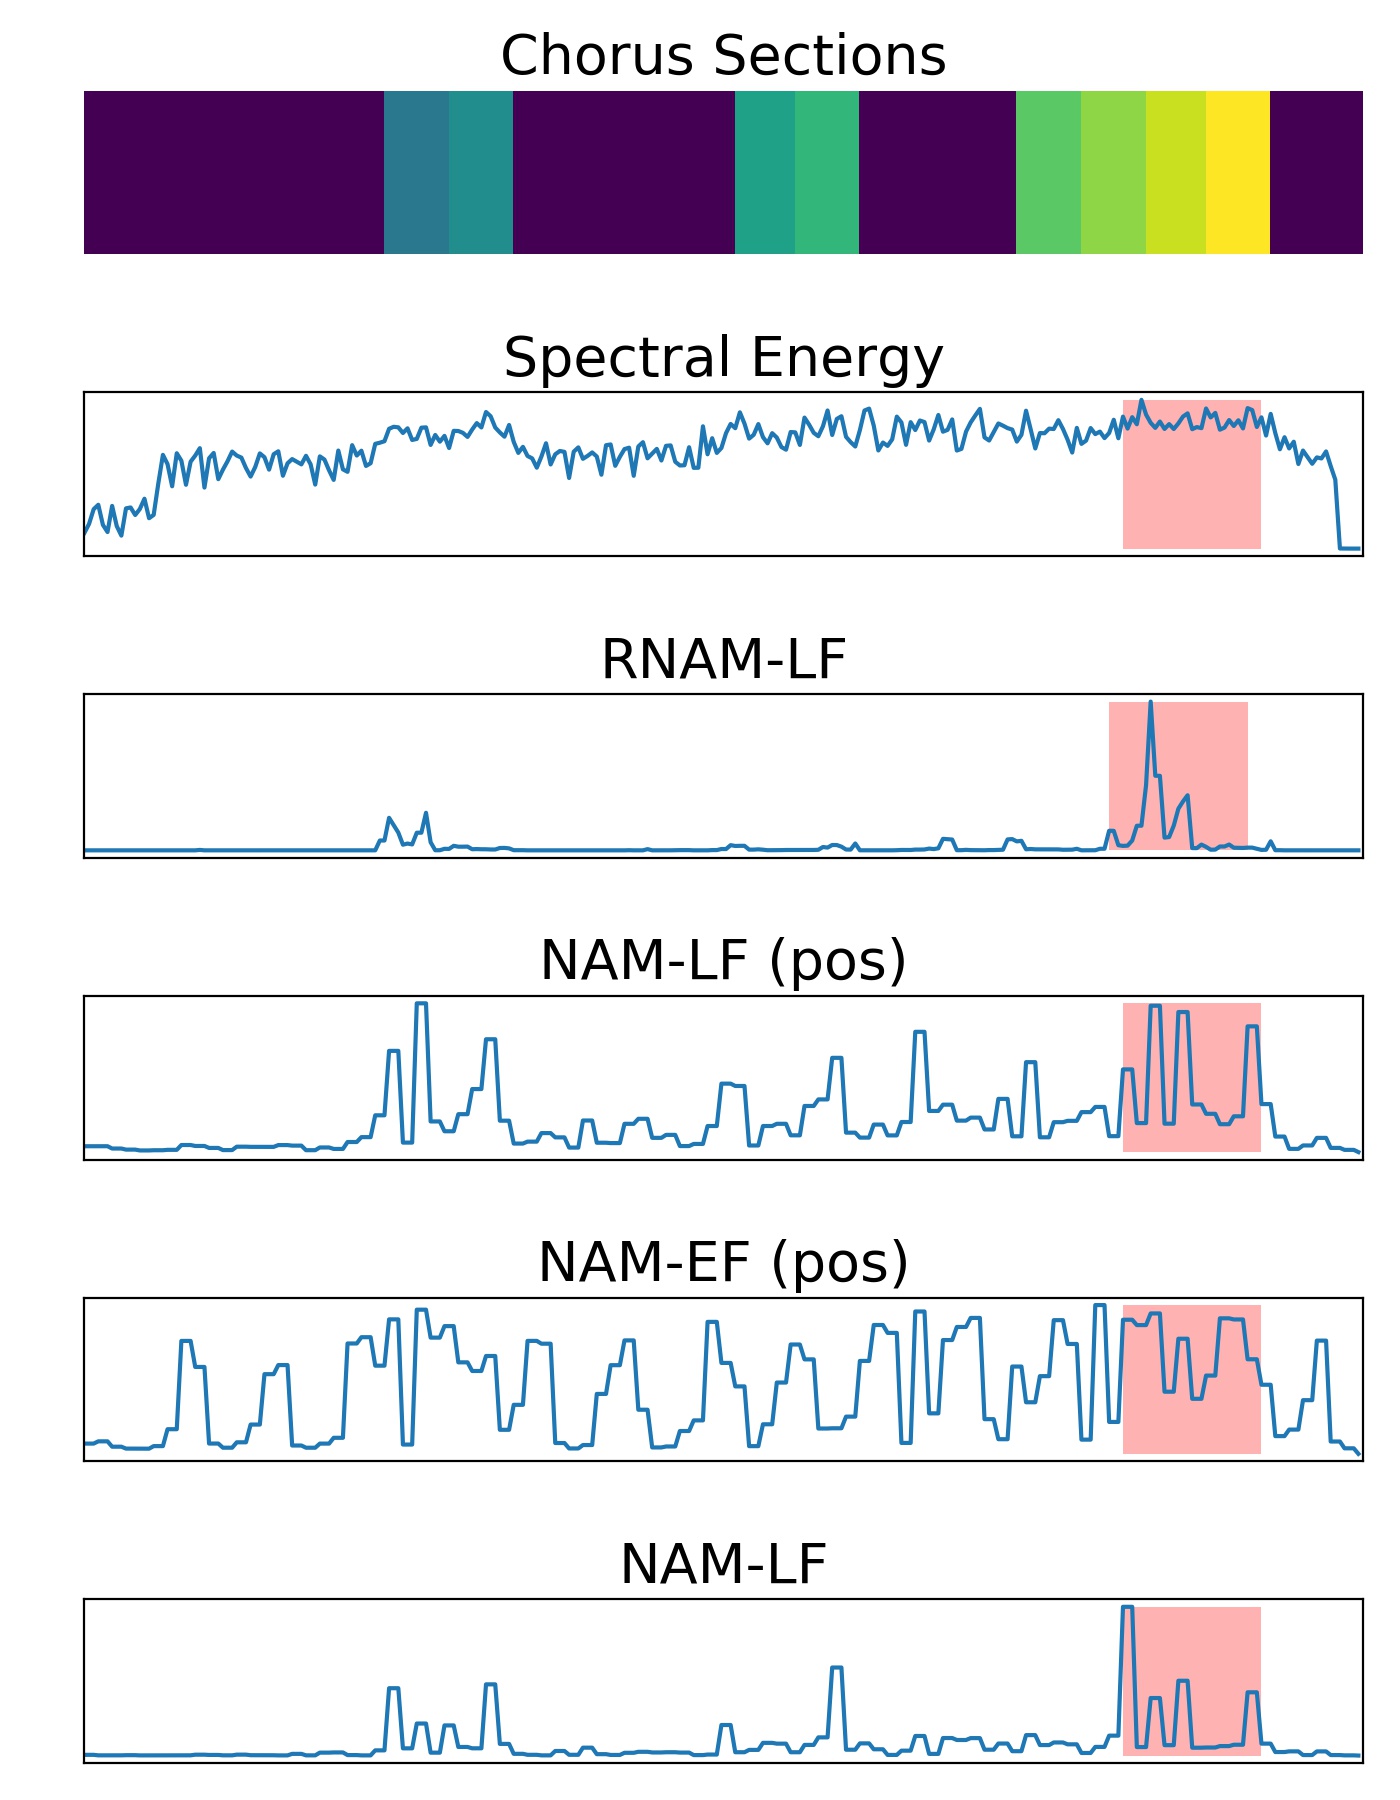 Chorus Sections
Spectral Energy
RNAM-LF
NAM-LF (pos)
NAM-EF (pos)
NAM-LF